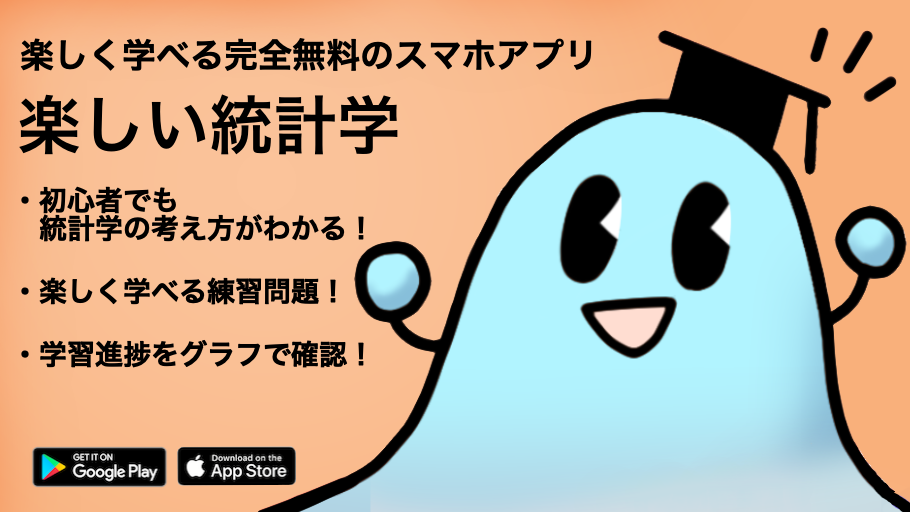 楽しく学べる完全無料のスマホアプリ
楽しい統計学
・初心者でも
統計学の考え方がわかる！
・楽しく学べる練習問題！
・学習進捗をグラフで確認！
GET IT ON
Google Play
Download on the
App Store